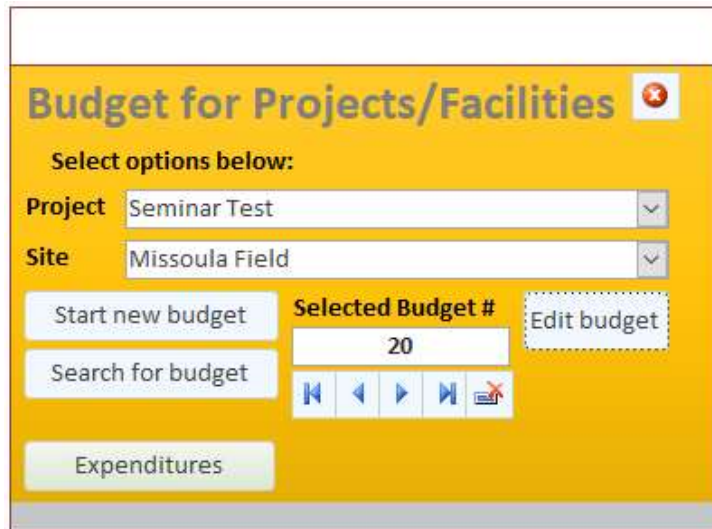 Budget for Projects/Facilities
Select options below:
Project Seminar Test
Site Missoula Field
Start new budget
Selected Budget #
Edit budget
20
Search for budget
Expenditures